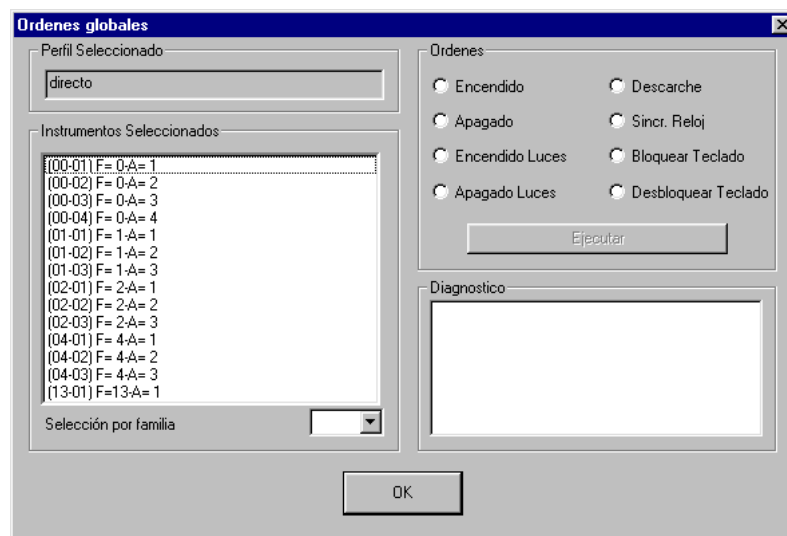 Ordenes globales
Perfil Seleccionado
directo
Instrumentos Seleccionados
(00-01) F= 0-A= 1
(00-02) F= 0-A= 2
(00-03) F= 0-A= 3
(00-04) F= 0-A= 4
(01-01) F= 1-A= 1
(01-02) F= 1-A= 2
(01-03) F= 1-A= 3
(02-01) F= 2-A= 1
(02-02) F= 2-A= 2
(02-03) F= 2-A= 3
(04-01) F= 4-A= 1
(04-02) F= 4-A= 2
(04-03) F= 4-A= 3
(13-01) F=13-A= 1
Selección por familia
Ordenes
Encendido
Descarche
Apagado
Sincr. Reloj
Encendido Luces
Bloquear Teclado
Apagado Luces
Desbloquear Teclado
Ejecutar
Diagnostico
OK